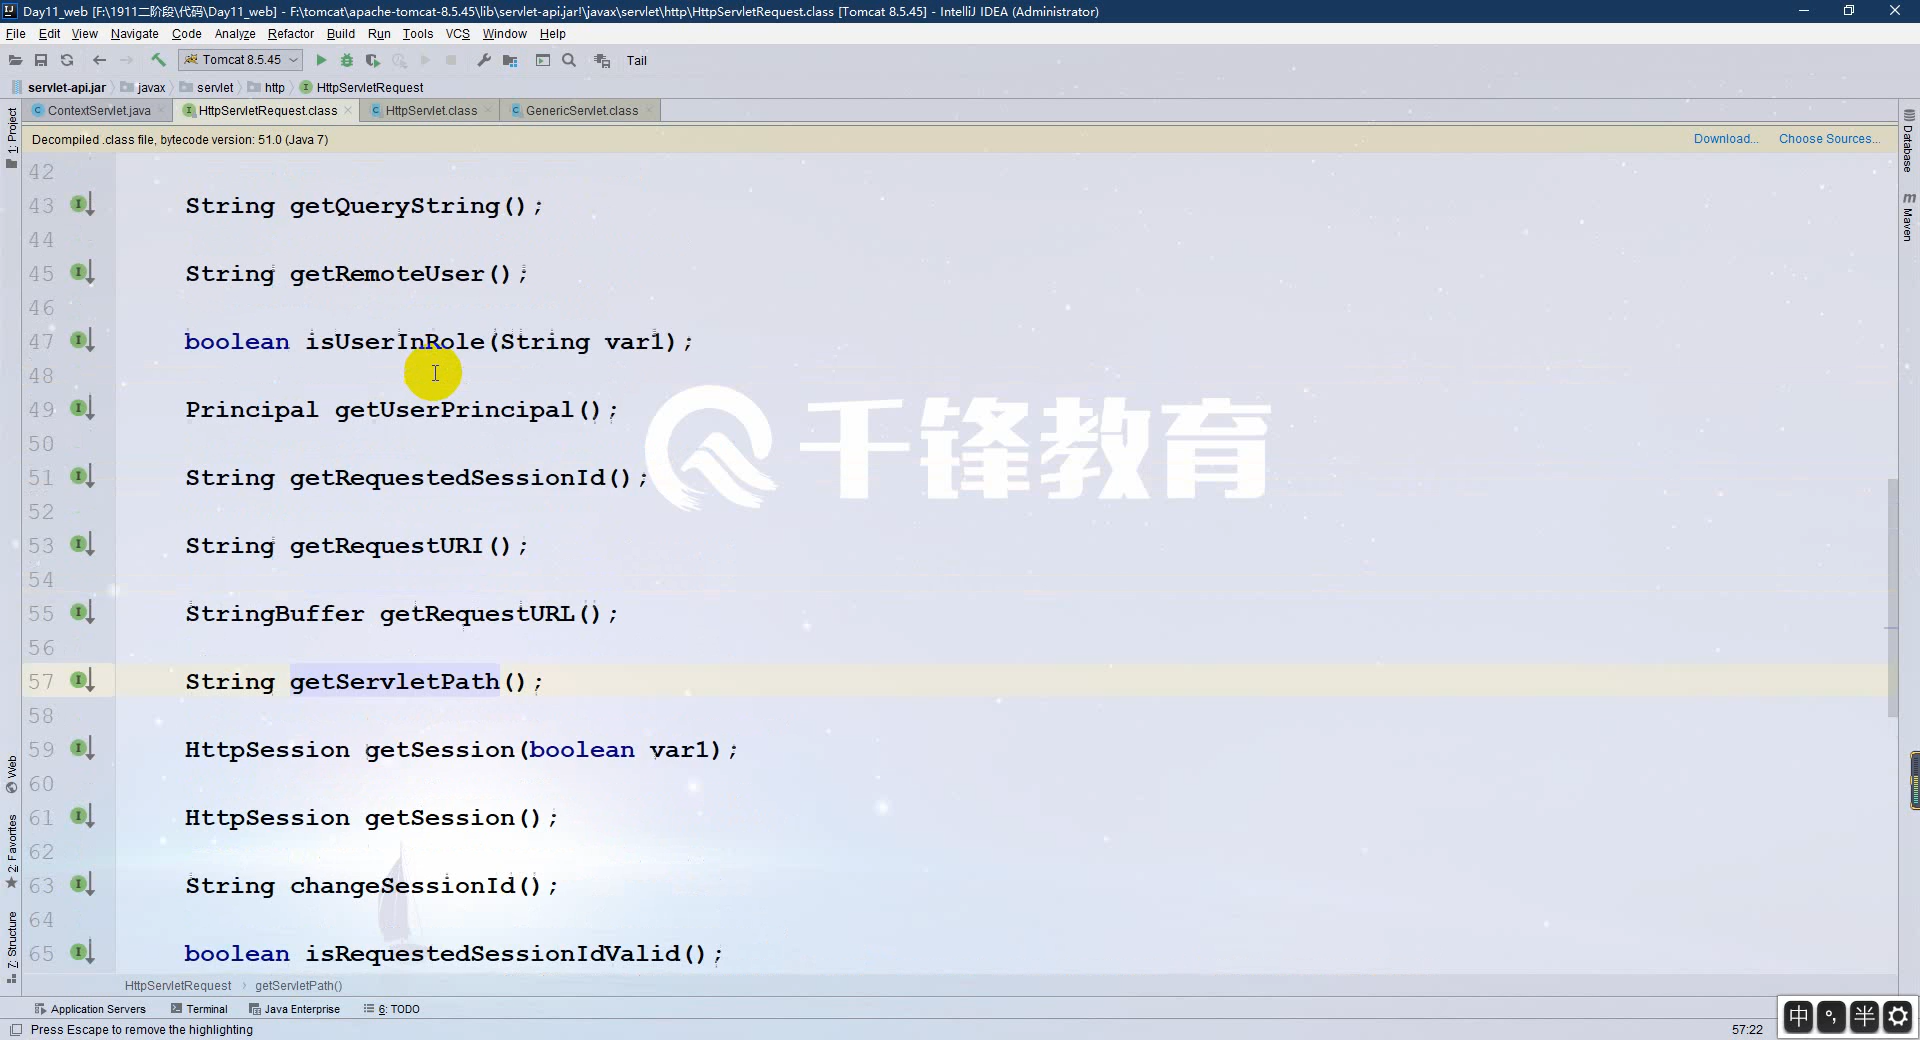 Day11_web [F:\1911二阶段\代码\Day11_web] - F:\tomcat\apache-tomcat-8.5.45\lib\servlet-api.jar!\javax\servlet\http\HttpServletRequest.class [Tomcat 8.5.45] - IntelliJ IDEA (Administrator)
File Edit View Navigate Code Analyze Refactor Build Run Tools VCS Window Help
Tomcat 8.5.45 Tail
servlet-api.jar javax servlet http HttpServletRequest
ContextServlet.java HttpServletRequest.class HttpServlet.class GenericServlet.class
Decompiled .class file, bytecode version: 51.0 (Java 7) Download... Choose Sources...
1: Project
Database
Maven
42
43 String getQueryString();
44
45 String getRemoteUser();
46
47 boolean isUserInRole(String var1);
48
49 Principal getUserPrincipal();
50
51 String getRequestedSessionId();
52
53 String getRequestURI();
54
55 StringBuffer getRequestURL();
56
57 String getServletPath();
58
59 HttpSession getSession(boolean var1);
60
61 HttpSession getSession();
62
63 String changeSessionId();
64
65 boolean isRequestedSessionIdValid();
千锋教育
Web
2: Favorites
7: Structure
HttpServletRequest › getServletPath()
Application Servers Terminal Java Enterprise 6: TODO
Press Escape to remove the highlighting 57:22
中 °, 半